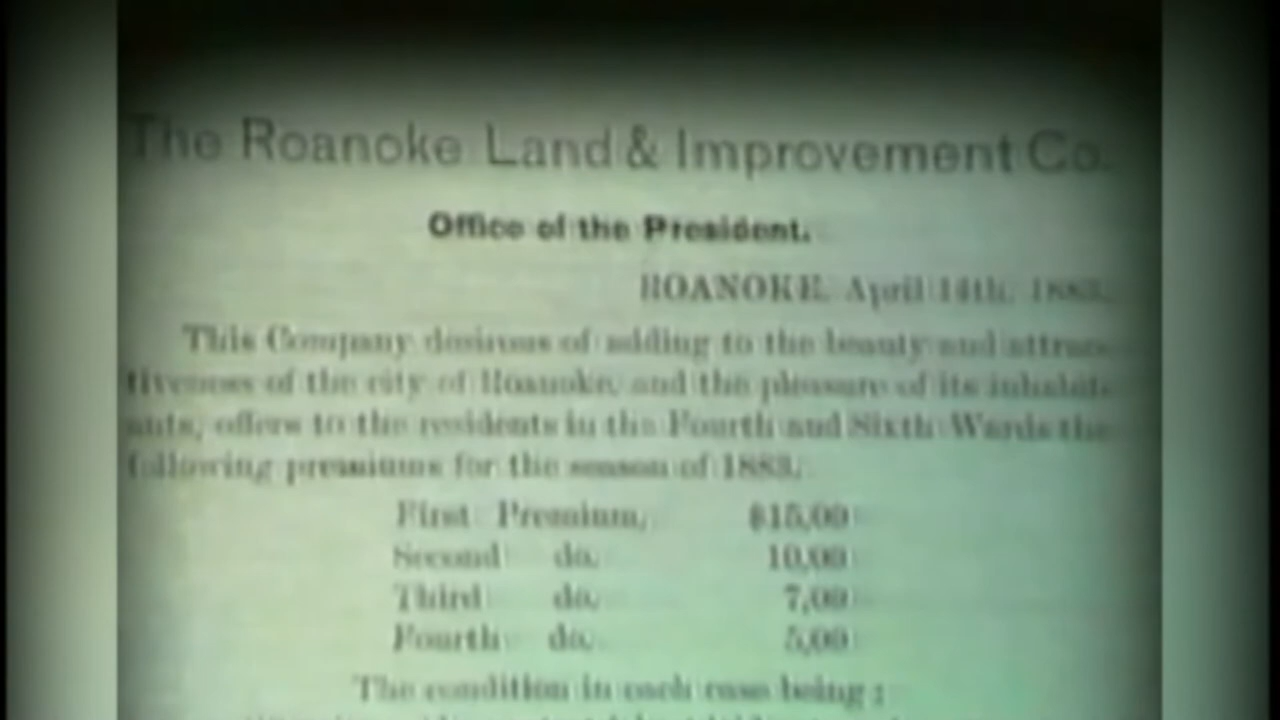 The Roanoke Land & Improvement Co.
Office of the President.
ROANOKE, April 14th, 1883.
This Company desirous of adding to the beauty and attrac-
tiveness of the city of Roanoke, and the pleasure of its inhabit-
ants, offers to the residents in the Fourth and Sixth Wards the
following premiums for the season of 1883.
First Premium, $15,00
Second do. 10,00
Third do. 7,00
Fourth do. 5,00
The condition in each case being: